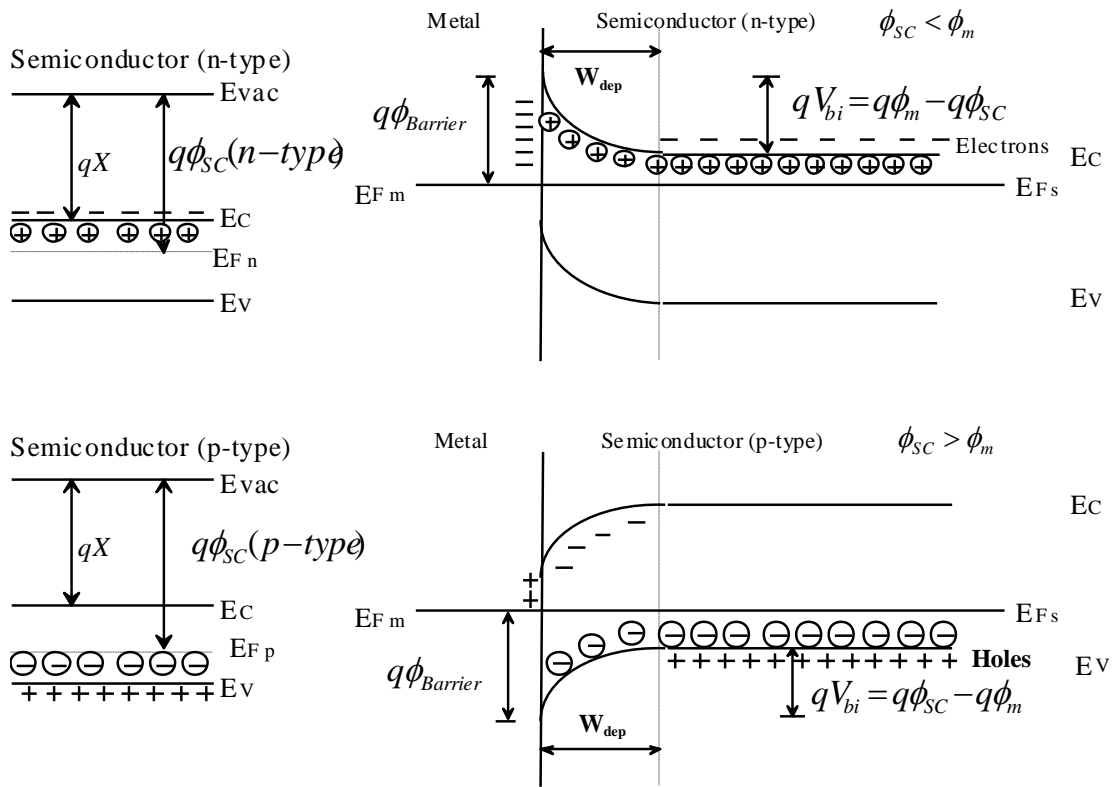 Semiconductor (n-type)
Evac
qX
qϕSC(n−type)
EC
EF n
EV
Metal
Semiconductor (n-type)
ϕSC < ϕm
Wdep
qϕBarrier
qVbi = qϕm − qϕSC
Electrons
EC
EF m
EF s
EV
Semiconductor (p-type)
Evac
qX
qϕSC(p−type)
EC
EF p
EV
Metal
Semiconductor (p-type)
ϕSC > ϕm
EC
EF m
EF s
Holes
EV
qϕBarrier
qVbi = qϕSC − qϕm
Wdep